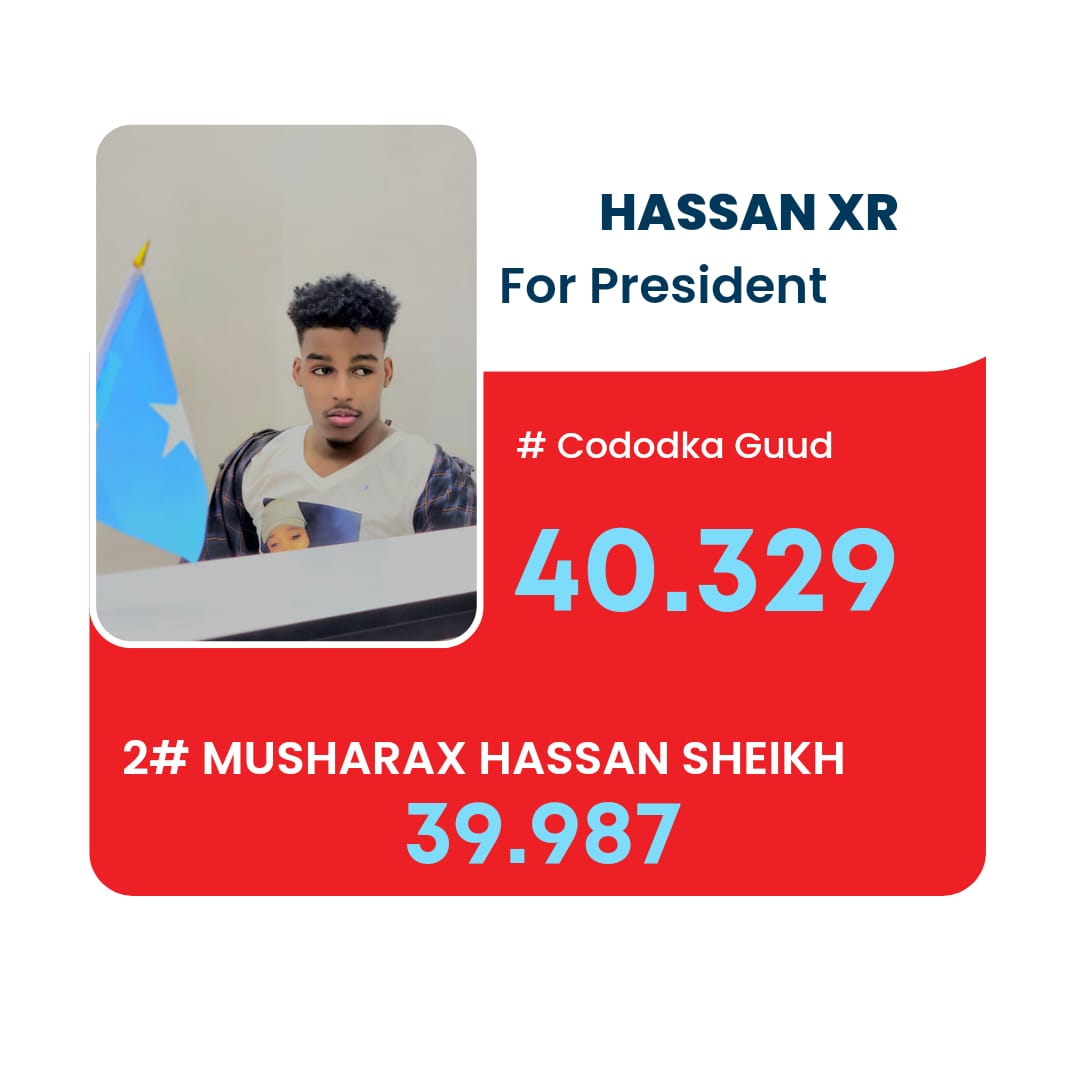 HASSAN XR
For President
# Cododka Guud
40.329
2# MUSHARAX HASSAN SHEIKH
39.987